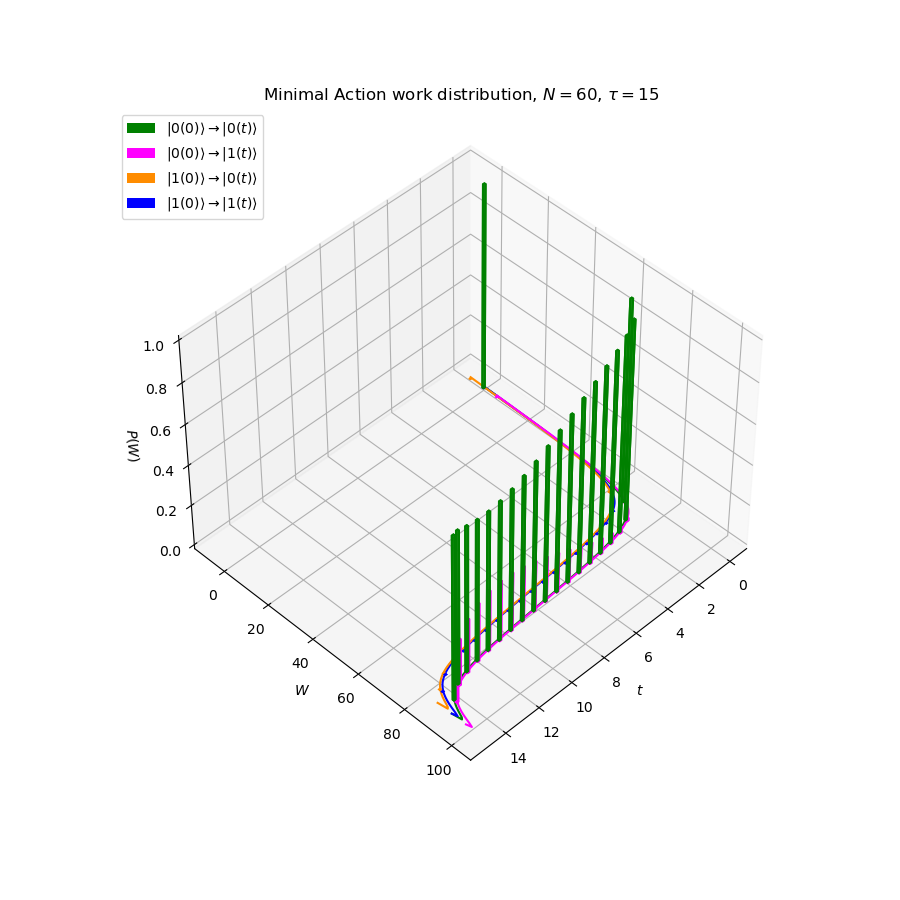 Minimal Action work distribution, $N = 60$, $\tau = 15$
|0(0)⟩ → |0(t)⟩
|0(0)⟩ → |1(t)⟩
|1(0)⟩ → |0(t)⟩
|1(0)⟩ → |1(t)⟩
1.0
0.8
0.6
0.4
0.2
0.0
P(W)
0
20
40
60
80
100
W
0
2
4
6
8
10
12
14
t